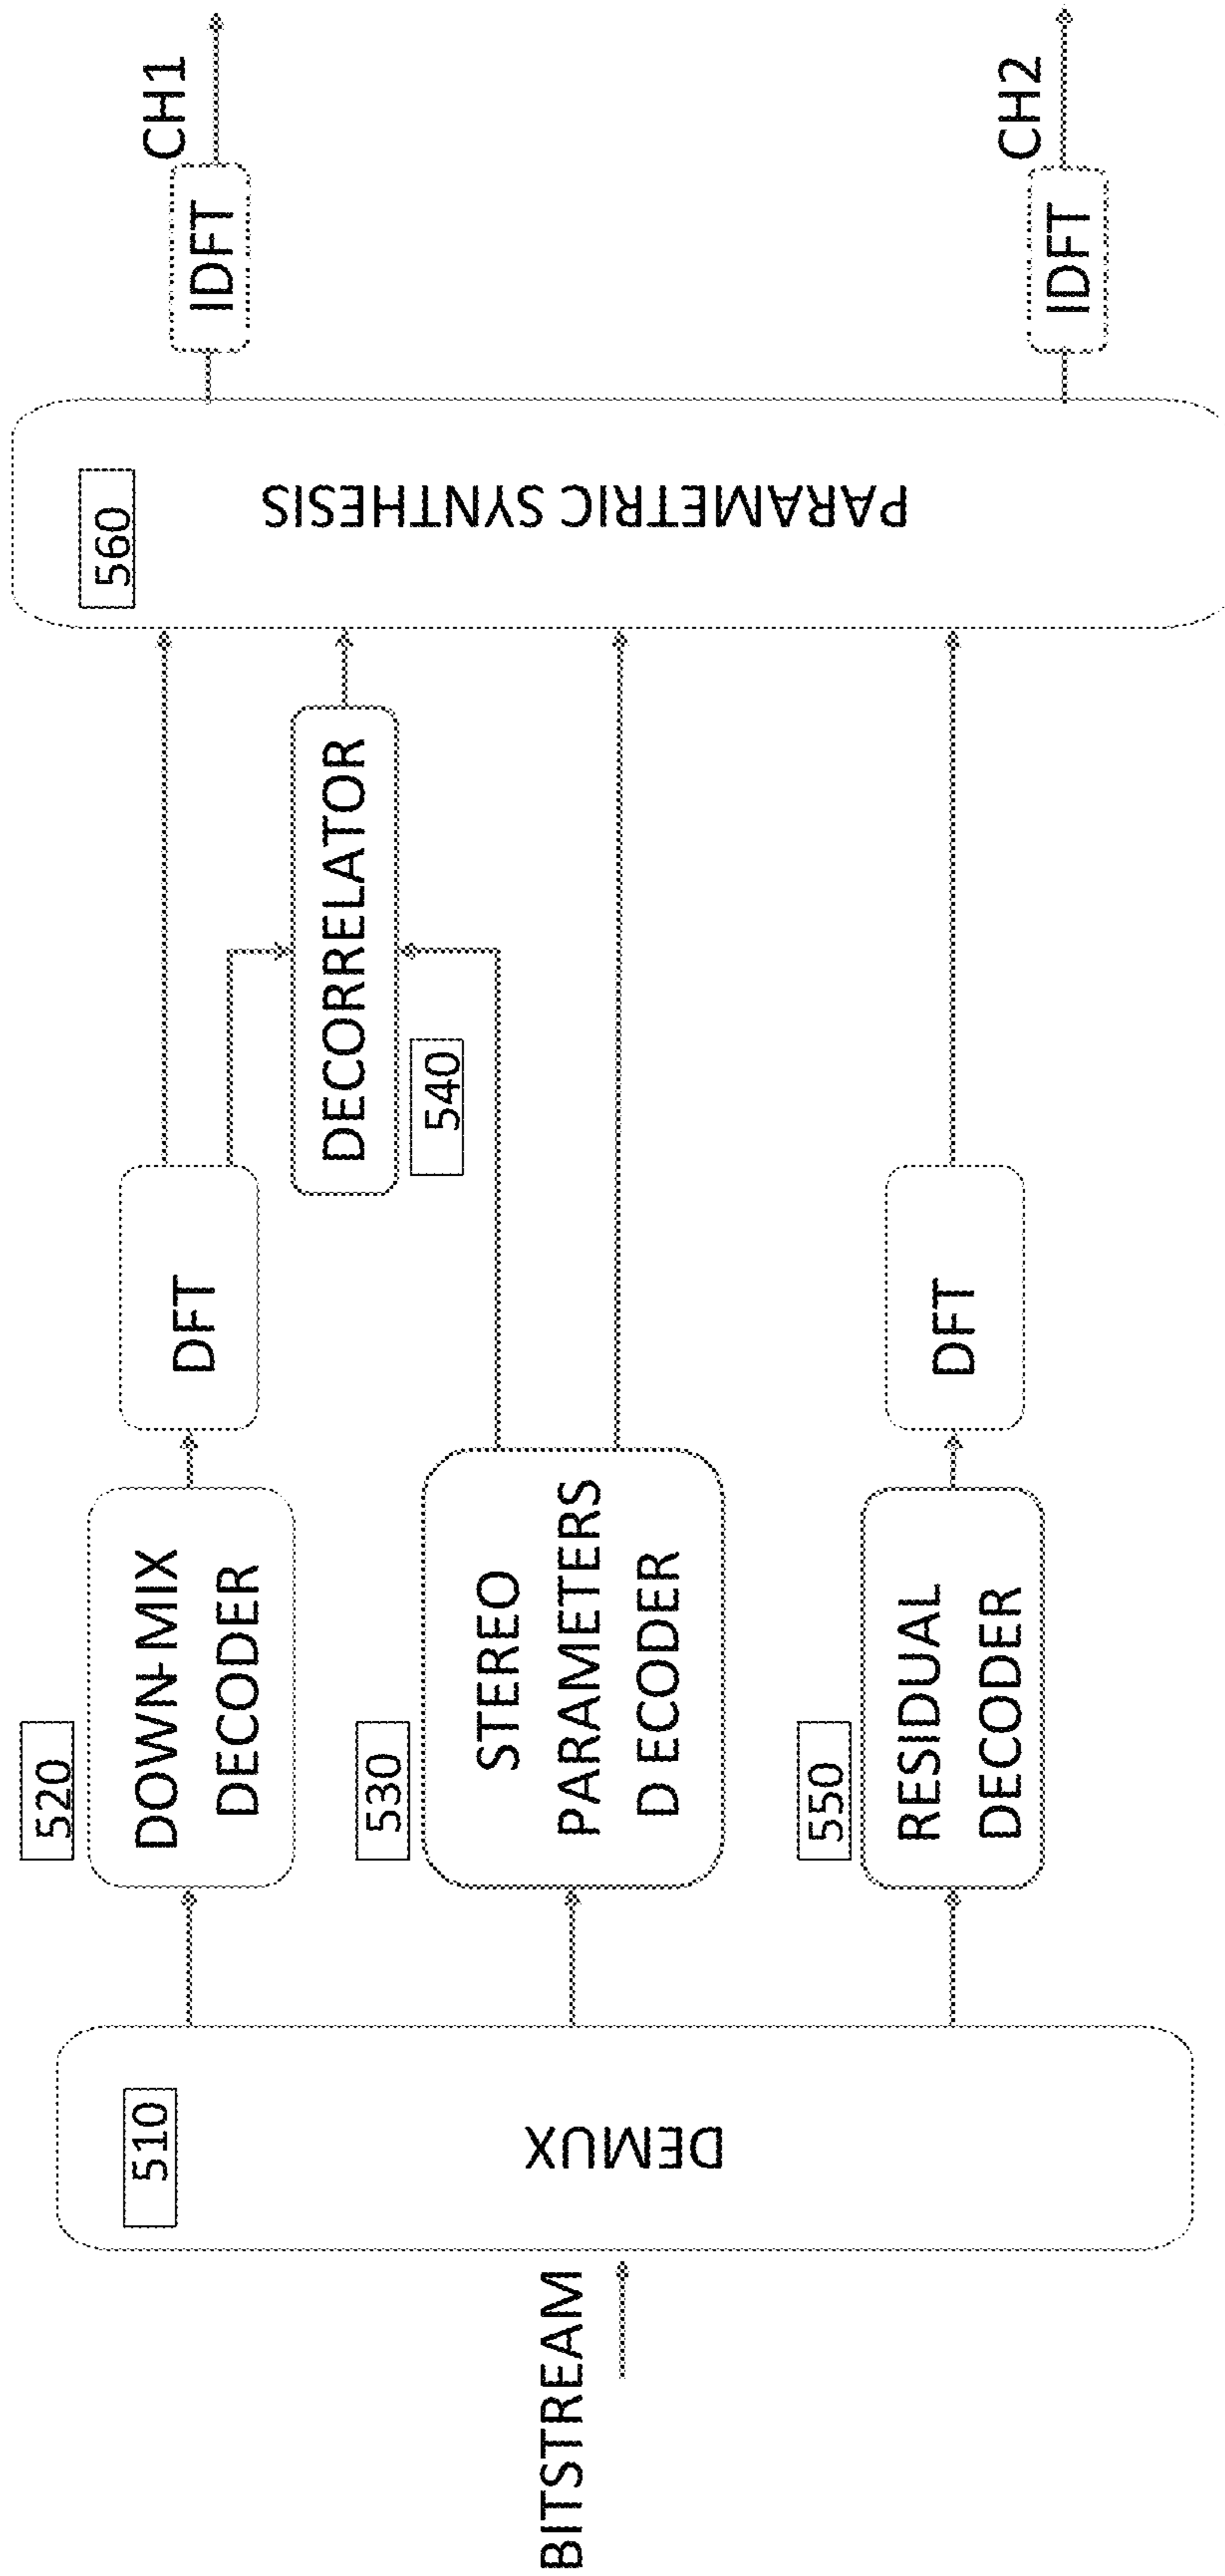 BITSTREAM
510
DEMUX
520
DOWN-MIX
DECODER
530
STEREO
PARAMETERS
D ECODER
550
RESIDUAL
DECODER
DFT
DFT
540
DECORRELATOR
560
PARAMETRIC SYNTHESIS
IDFT
CH1
IDFT
CH2